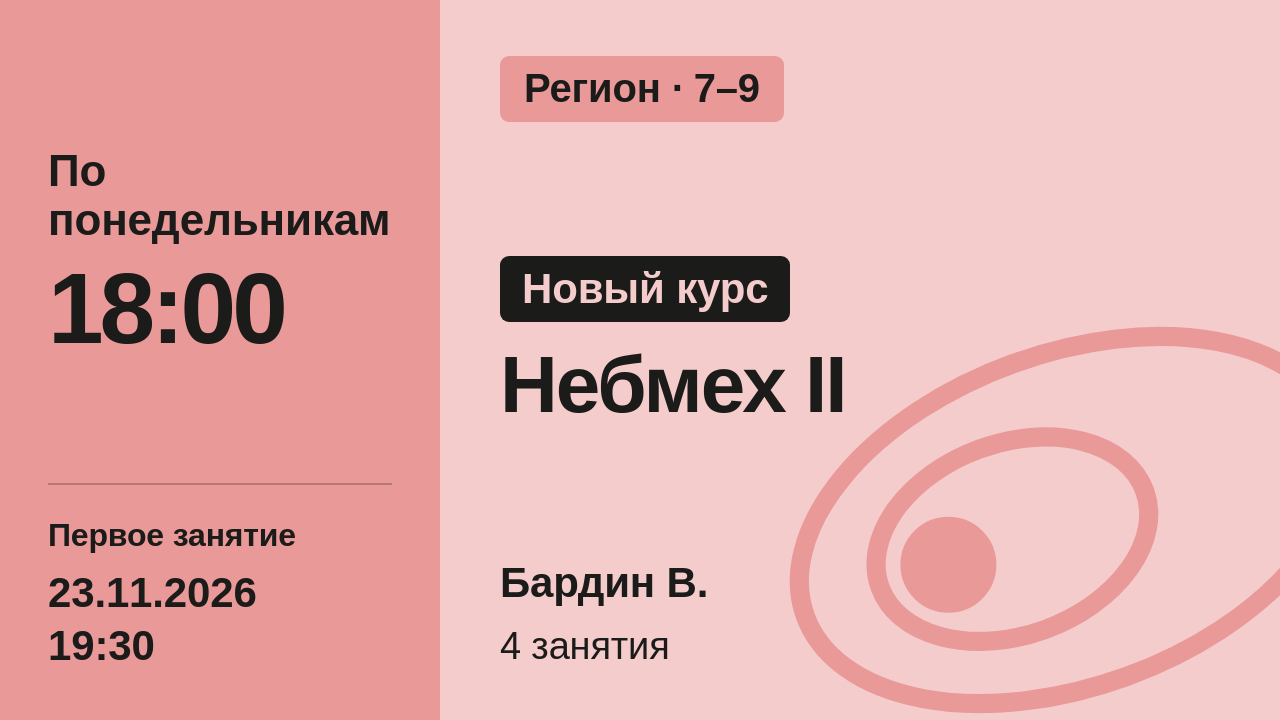 По
понедельникам
18:00
Первое занятие
23.11.2026
19:30
Регион · 7–9
Новый курс
Небмех II
Бардин В.
4 занятия